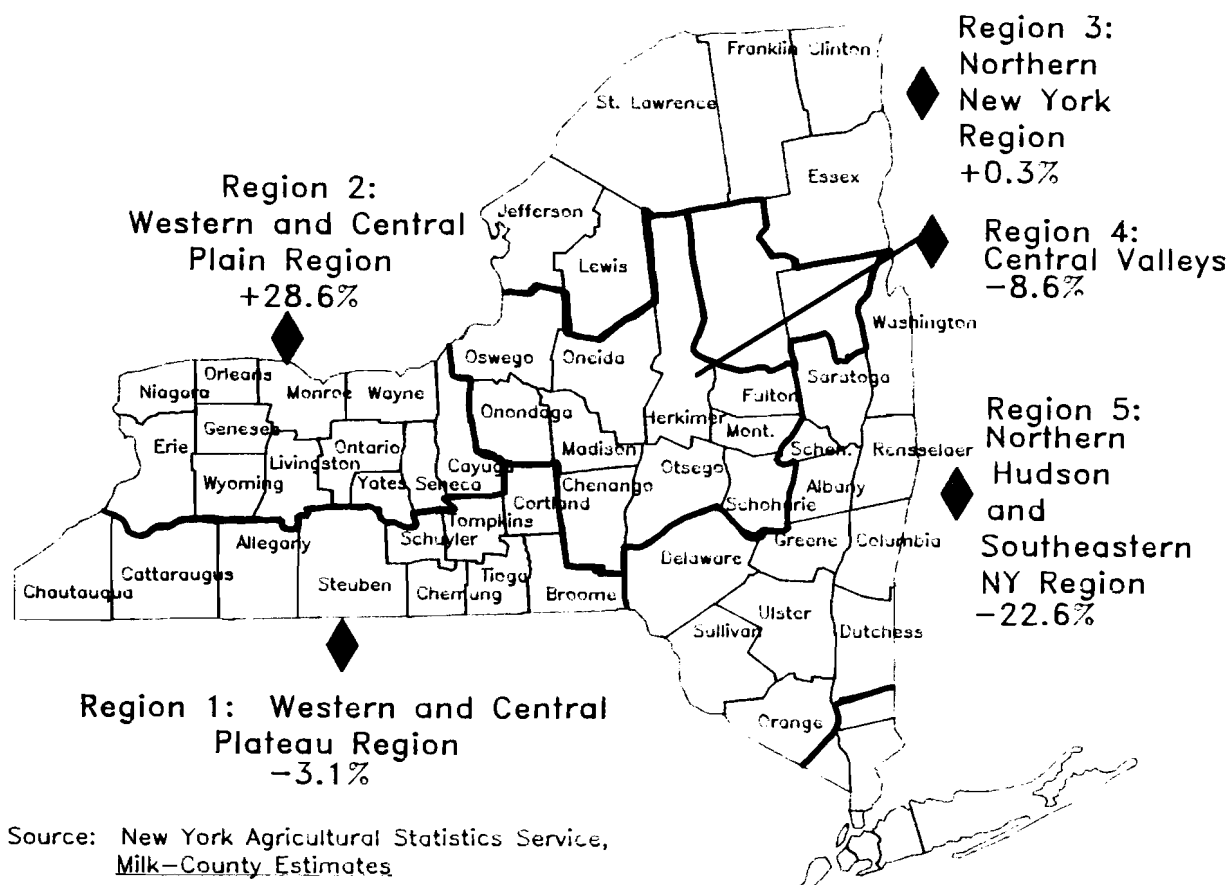 Region 3:
Northern
New York
Region
+0.3%
Region 4:
Central Valleys
−8.6%
Region 5:
Northern
Hudson
and
Southeastern
NY Region
−22.6%
Region 2:
Western and Central
Plain Region
+28.6%
Franklin
Clinton
St. Lawrence
Essex
Jefferson
Lewis
Washington
Oswego
Oneida
Saratoga
Herkimer
Fulton
Mont.
Schen.
Rensselaer
Niagara
Orleans
Monroe
Wayne
Onondaga
Madison
Erie
Genesee
Ontario
Livingston
Wyoming
Yates
Seneca
Cayuga
Cortland
Chenango
Otsego
Schoharie
Albany
Tompkins
Schuyler
Allegany
Cattaraugus
Chautauqua
Steuben
Chemung
Tioga
Broome
Delaware
Greene
Columbia
Ulster
Sullivan
Dutchess
Orange
Region 1: Western and Central
Plateau Region
−3.1%
Source: New York Agricultural Statistics Service,
Milk−County Estimates